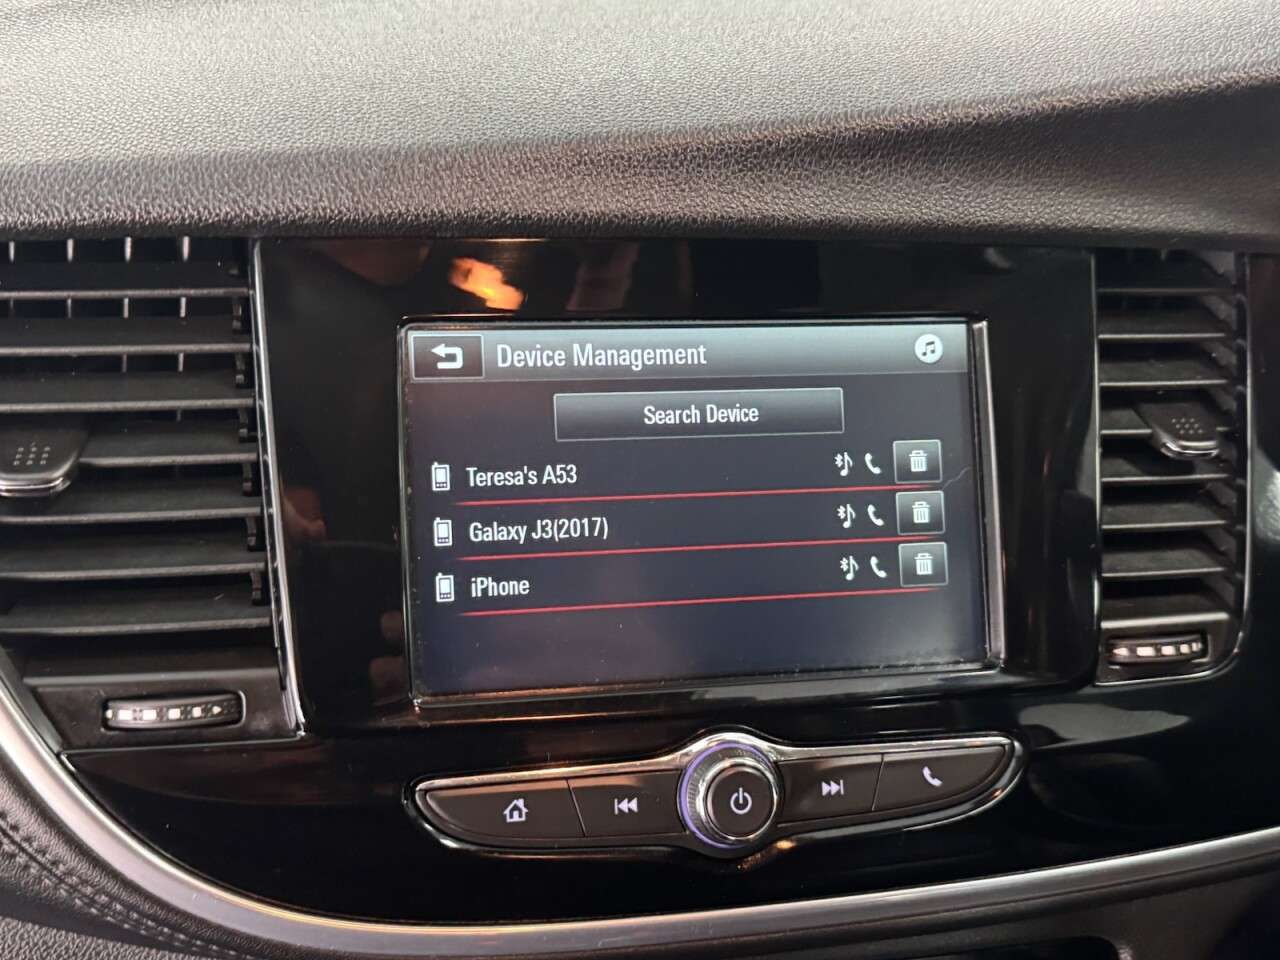 Device Management
Search Device
Teresa's A53
Galaxy J3(2017)
iPhone